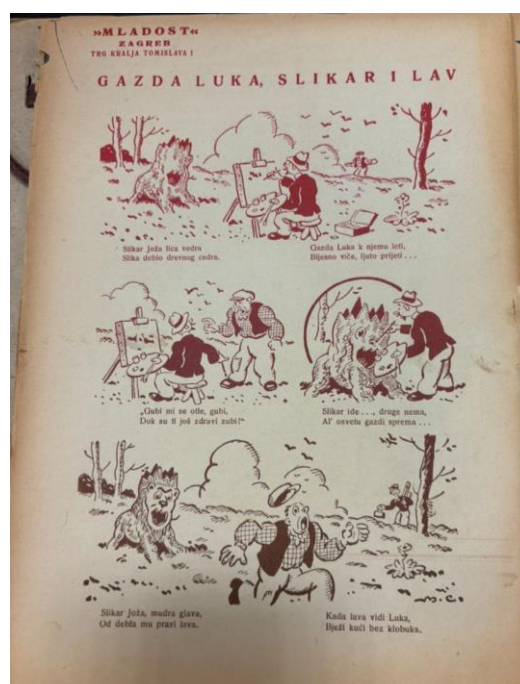 »MLADOST«
ZAGREB
TRG KRALJA TOMISLAVA 1
GAZDA LUKA, SLIKAR I LAV
Slikar Joža lica vedra
Slika deblo drevnog cedra.
Gazda Luka k njemu leti,
Bijesno viče, ljuto prijeti . . .
„Gubi mi se otle, gubi,
Dok su ti još zdravi zubi!“
Slikar ide . . ., druge nema,
Al' osvetu gazdi sprema . . .
Slikar Joža, mudra glava,
Od debla mu pravi lava.
Kada lava vidi Luka,
Bježi kući bez klobuka.